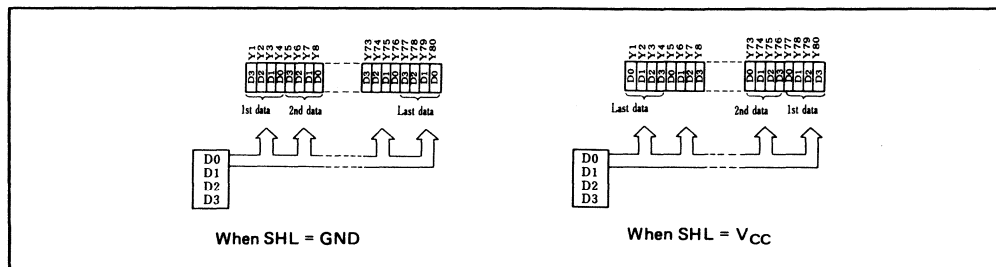 Y1 Y2 Y3 Y4 Y5 Y6 Y7 Y8 Y73 Y74 Y75 Y76 Y77 Y78 Y79 Y80
D3 D2 D1 D0 D3 D2 D1 D0 D3 D2 D1 D0 D3 D2 D1 D0
1st data 2nd data Last data
D0
D1
D2
D3
When SHL = GND
Y1 Y2 Y3 Y4 Y5 Y6 Y7 Y8 Y73 Y74 Y75 Y76 Y77 Y78 Y79 Y80
D0 D1 D2 D3 D0 D1 D2 D3 D0 D1 D2 D3 D0 D1 D2 D3
Last data 2nd data 1st data
D0
D1
D2
D3
When SHL = VCC